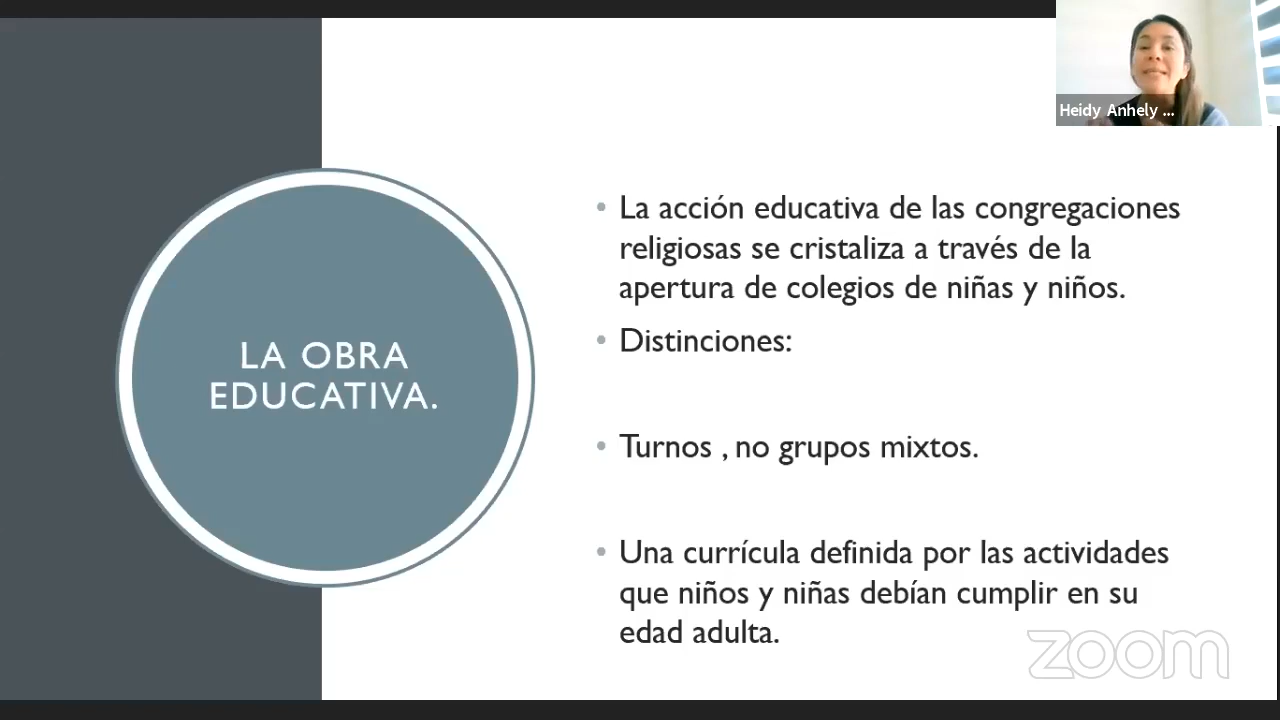 Heidy Anhely ...
LA OBRA
EDUCATIVA.
• La acción educativa de las congregaciones
religiosas se cristaliza a través de la
apertura de colegios de niñas y niños.
• Distinciones:
• Turnos , no grupos mixtos.
• Una currícula definida por las actividades
que niños y niñas debían cumplir en su
edad adulta.
zoom